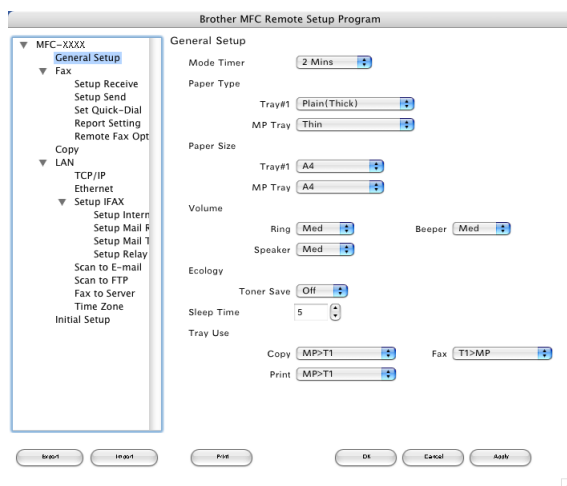 Brother MFC Remote Setup Program
MFC-XXXX
General Setup
Fax
Setup Receive
Setup Send
Set Quick-Dial
Report Setting
Remote Fax Opt
Copy
LAN
TCP/IP
Ethernet
Setup IFAX
Setup Intern
Setup Mail R
Setup Mail T
Setup Relay
Scan to E-mail
Scan to FTP
Fax to Server
Time Zone
Initial Setup
General Setup
Mode Timer 2 Mins
Paper Type
Tray#1 Plain(Thick)
MP Tray Thin
Paper Size
Tray#1 A4
MP Tray A4
Volume
Ring Med Beeper Med
Speaker Med
Ecology
Toner Save Off
Sleep Time 5
Tray Use
Copy MP>T1 Fax T1>MP
Print MP>T1
Export Import Print OK Cancel Apply